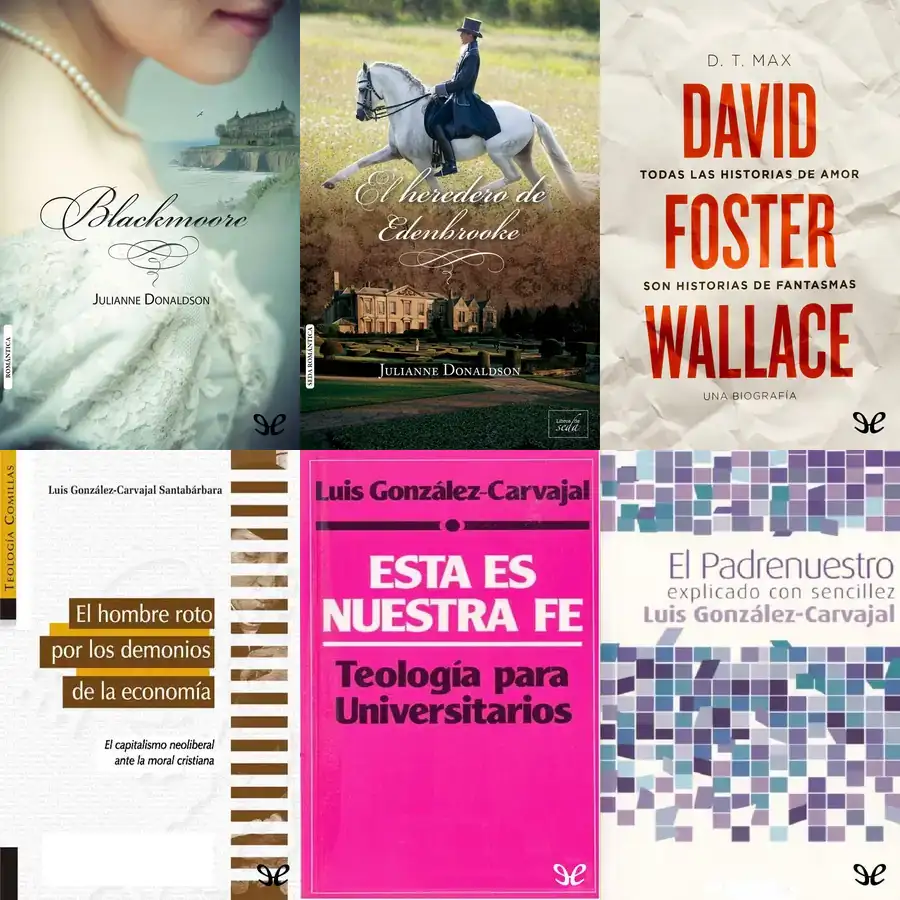 Blackmoore
JULIANNE DONALDSON
ROMÁNTICA
El heredero de
Edenbrooke
JULIANNE DONALDSON
SEDA ROMÁNTICA
Libros de
seda
D. T. MAX
DAVID
TODAS LAS HISTORIAS DE AMOR
FOSTER
SON HISTORIAS DE FANTASMAS
WALLACE
UNA BIOGRAFÍA
TEOLOGÍA COMILLAS
Luis González-Carvajal Santabárbara
El hombre roto
por los demonios
de la economía
El capitalismo neoliberal
ante la moral cristiana
Luis González-Carvajal
ESTA ES
NUESTRA FE
Teología para
Universitarios
El Padrenuestro
explicado con sencillez
Luis González-Carvajal